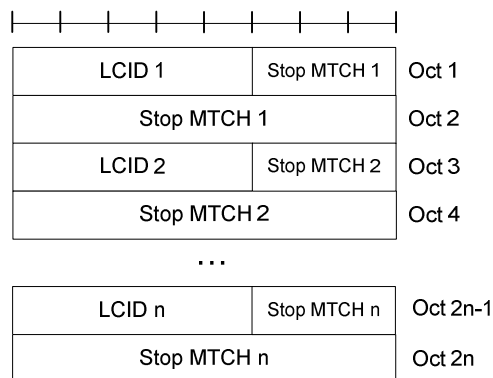 LCID 1 Stop MTCH 1 Oct 1
Stop MTCH 1 Oct 2
LCID 2 Stop MTCH 2 Oct 3
Stop MTCH 2 Oct 4
...
LCID n Stop MTCH n Oct 2n-1
Stop MTCH n Oct 2n